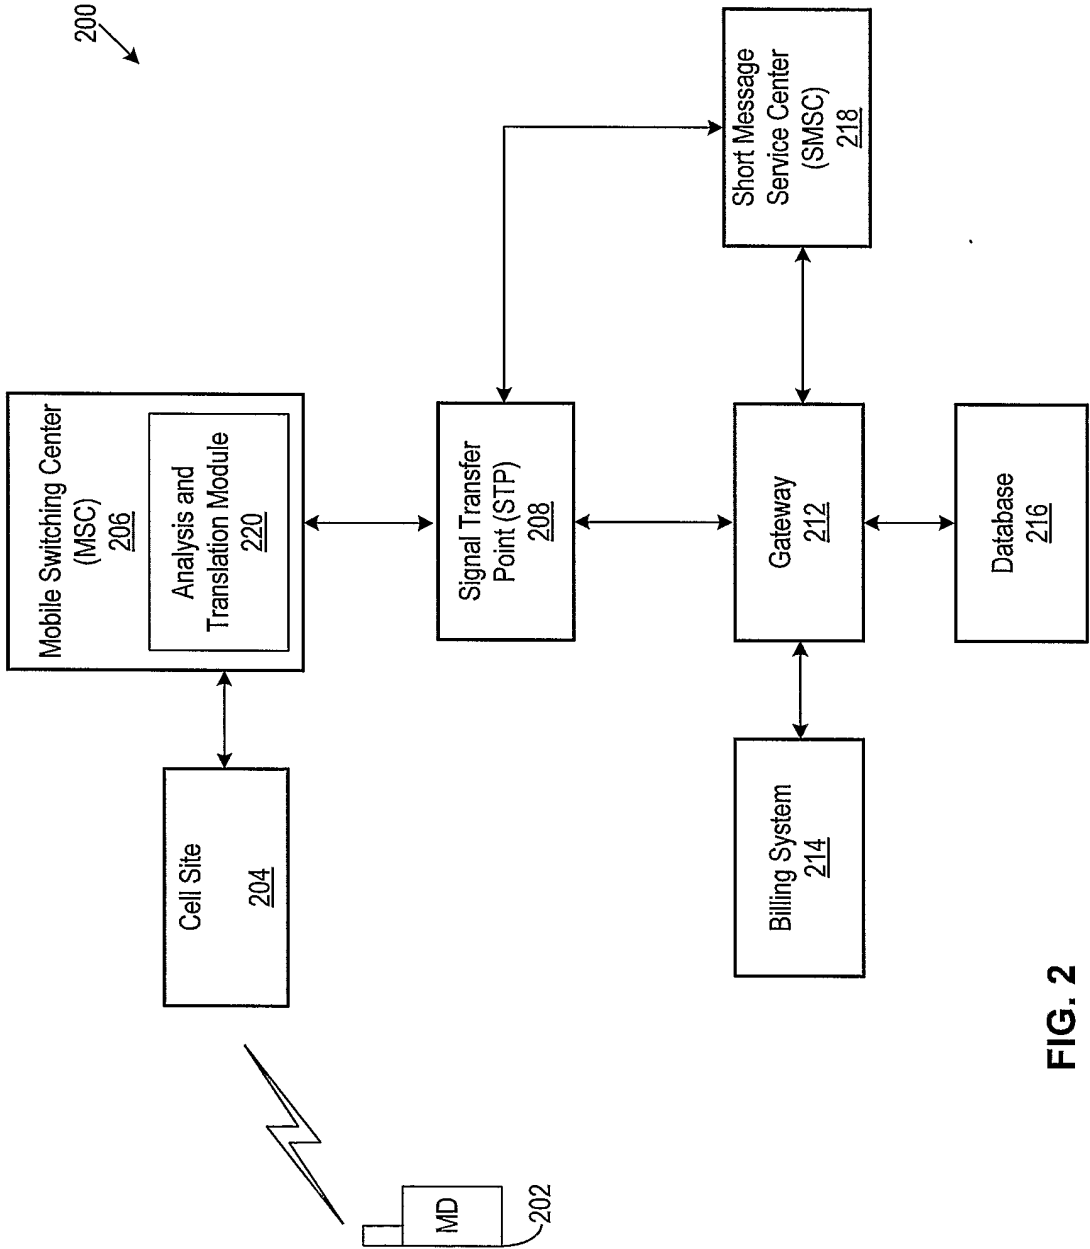 200
Mobile Switching Center
(MSC)
206
Analysis and
Translation Module
220
Cell Site
204
MD
202
Signal Transfer
Point (STP)
208
Short Message
Service Center
(SMSC)
218
Gateway
212
Billing System
214
Database
216
FIG. 2